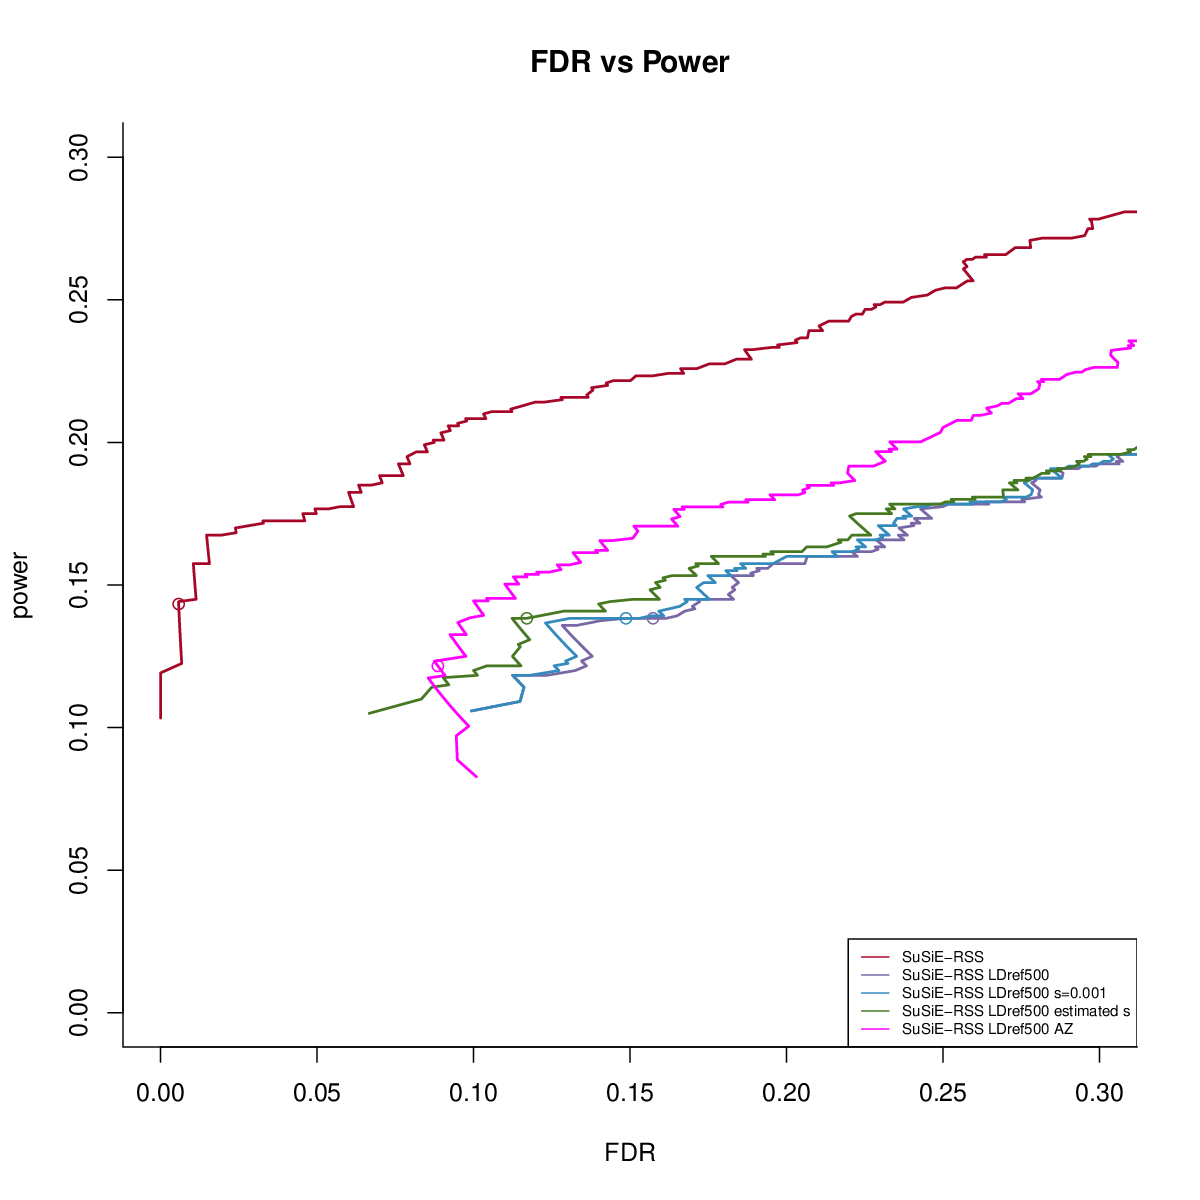 FDR vs Power
power
0.30
0.25
0.20
0.15
0.10
0.05
0.00
SuSiE−RSS
SuSiE−RSS LDref500
SuSiE−RSS LDref500 s=0.001
SuSiE−RSS LDref500 estimated s
SuSiE−RSS LDref500 AZ
0.00 0.05 0.10 0.15 0.20 0.25 0.30
FDR